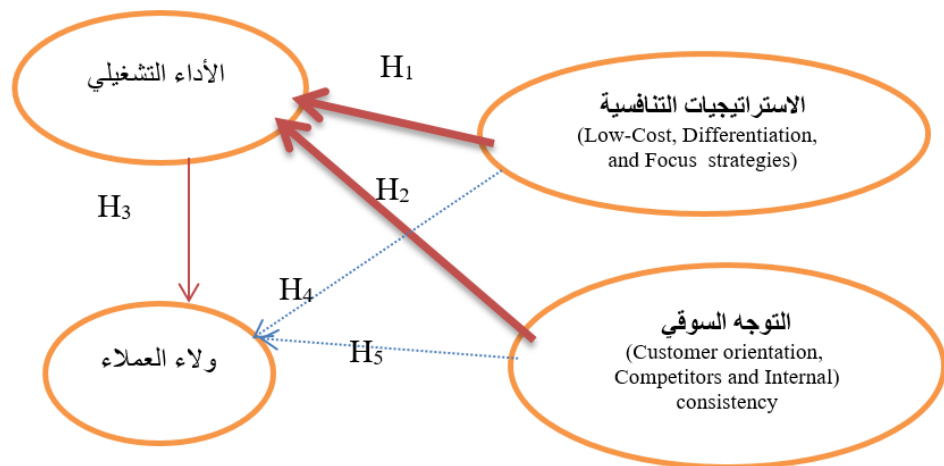 الأداء التشغيلي
H1
الاستراتيجيات التنافسية
(Low-Cost, Differentiation,
and Focus strategies)
H2
H3
H4
التوجه السوقي
(Customer orientation,
Competitors and Internal)
consistency
H5
ولاء العملاء